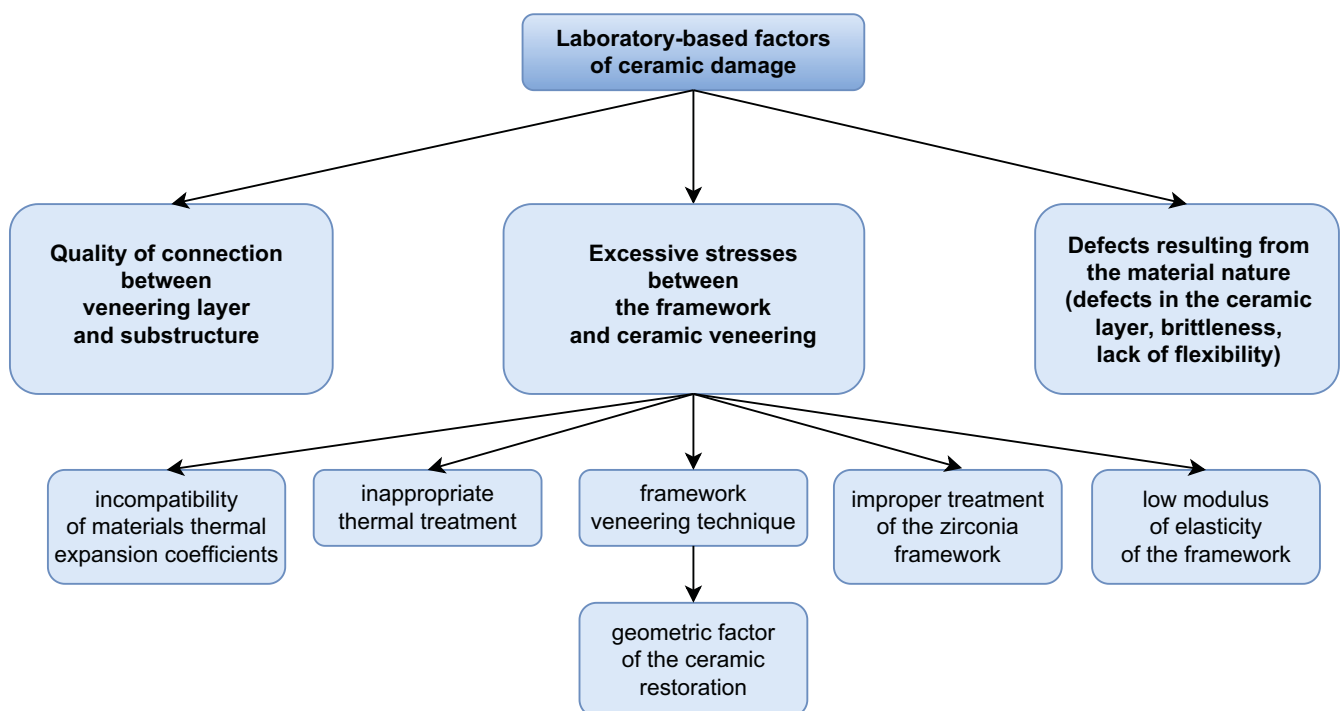 Laboratory-based factors
of ceramic damage
Quality of connection
between
veneering layer
and substructure
Excessive stresses
between
the framework
and ceramic veneering
Defects resulting from
the material nature
(defects in the ceramic
layer, brittleness,
lack of flexibility)
incompatibility
of materials thermal
expansion coefficients
inappropriate
thermal treatment
framework
veneering technique
improper treatment
of the zirconia
framework
low modulus
of elasticity
of the framework
geometric factor
of the ceramic
restoration